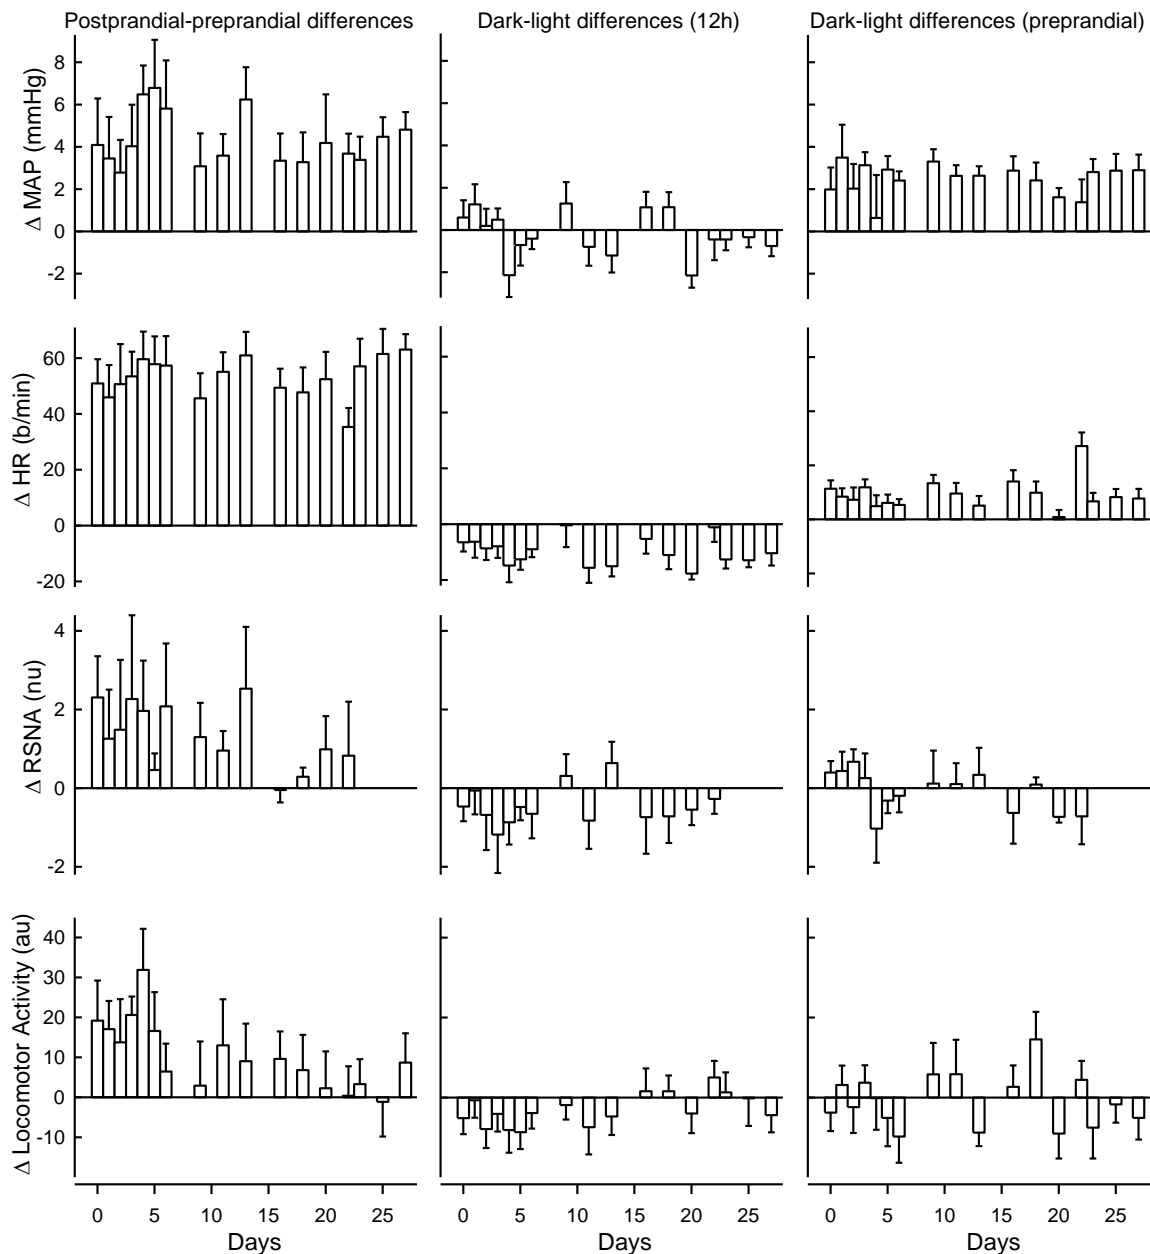 Postprandial-preprandial differences
Dark-light differences (12h)
Dark-light differences (preprandial)
Δ MAP (mmHg)
8
6
4
2
0
-2
Δ HR (b/min)
60
40
20
0
-20
Δ RSNA (nu)
4
2
0
-2
Δ Locomotor Activity (au)
40
30
20
10
0
-10
0 5 10 15 20 25
0 5 10 15 20 25
0 5 10 15 20 25
Days
Days
Days